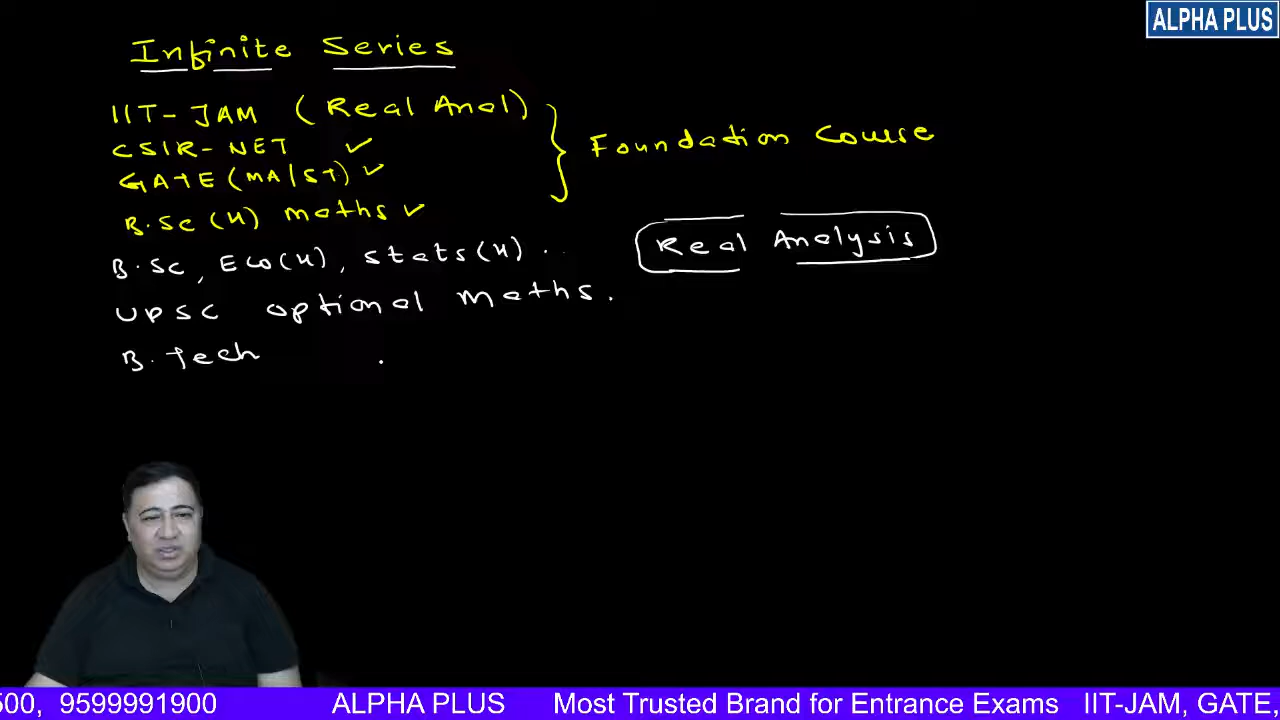 ALPHA PLUS
Infinite Series
IIT-JAM (Real Anal)
CSIR-NET ✓
GATE (MA/ST) ✓
B.Sc (H) maths ✓
Foundation Course
B.Sc, Eco(H), stats(H) ..
Real Analysis
UPSC optional maths.
B.Tech .
500, 9599991900 ALPHA PLUS Most Trusted Brand for Entrance Exams IIT-JAM, GATE,